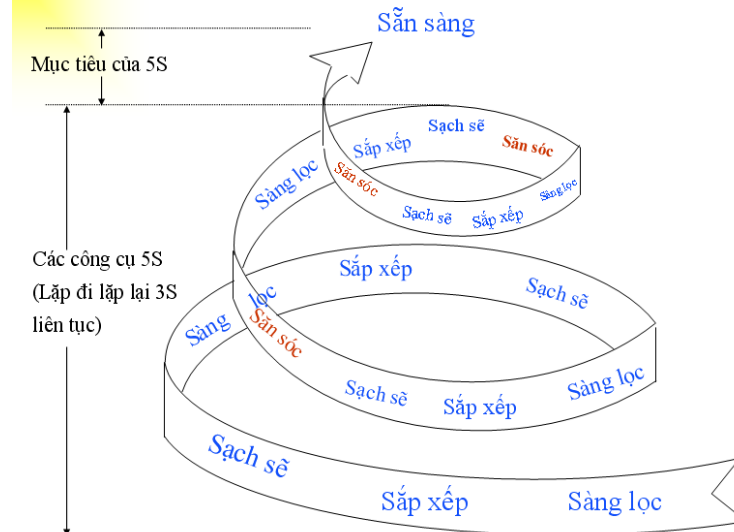 Sẵn sàng
Mục tiêu của 5S
Sạch sẽ
Sắp xếp
Săn sóc
Sàng lọc
Săn sóc
Sạch sẽ
Sắp xếp
Sàng lọc
Các công cụ 5S
(Lặp đi lặp lại 3S
liên tục)
Sắp xếp
Sạch sẽ
Sàng lọc
Săn sóc
Sạch sẽ
Sắp xếp
Sàng lọc
Sạch sẽ
Sắp xếp
Sàng lọc